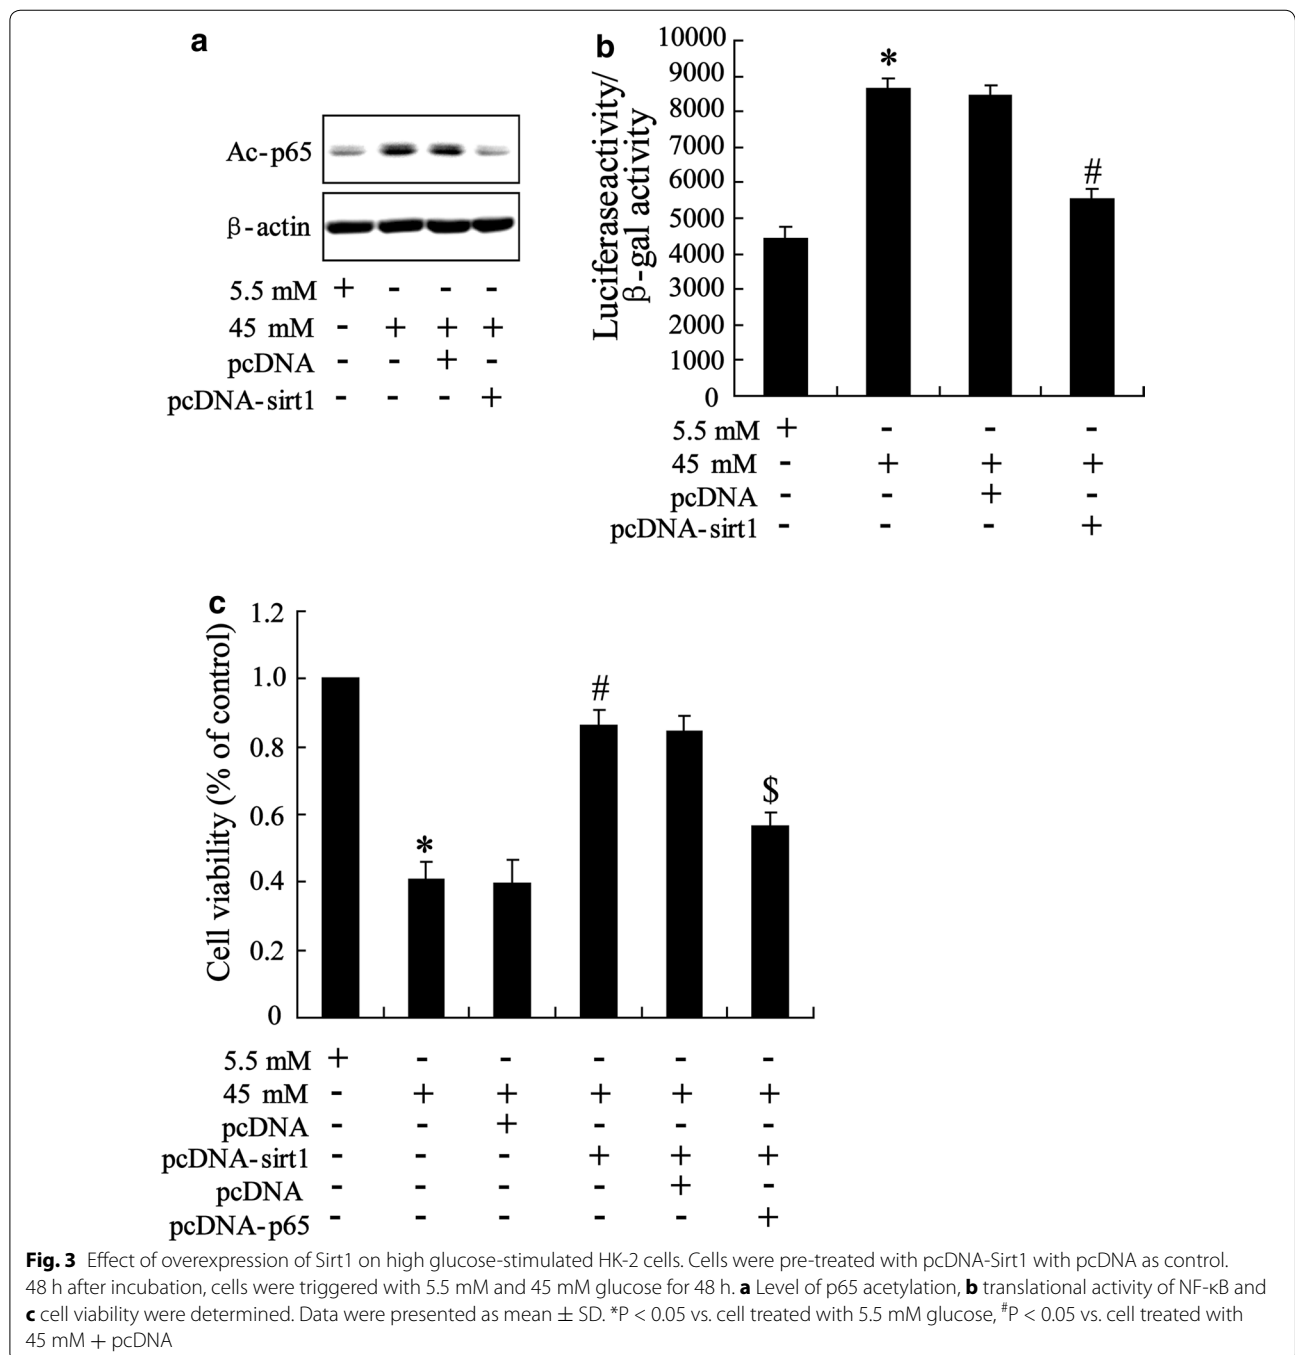 a
Ac-p65
β-actin
5.5 mM + - - -
45 mM - + + +
pcDNA - - + -
pcDNA-sirt1 - - - +
b
Luciferaseactivity/
β-gal activity
10000
9000
8000
7000
6000
5000
4000
3000
2000
1000
0
*
#
5.5 mM + - - -
45 mM - + + +
pcDNA - - + -
pcDNA-sirt1 - - - +
c
Cell viability (% of control)
1.2
1.0
0.8
0.6
0.4
0.2
0
*
#
$
5.5 mM + - - - - -
45 mM - + + + + +
pcDNA - - + - - -
pcDNA-sirt1 - - - + + +
pcDNA - - - - + -
pcDNA-p65 - - - - - +
Fig. 3 Effect of overexpression of Sirt1 on high glucose-stimulated HK-2 cells. Cells were pre-treated with pcDNA-Sirt1 with pcDNA as control.
48 h after incubation, cells were triggered with 5.5 mM and 45 mM glucose for 48 h. a Level of p65 acetylation, b translational activity of NF-κB and
c cell viability were determined. Data were presented as mean ± SD. *P < 0.05 vs. cell treated with 5.5 mM glucose, #P < 0.05 vs. cell treated with
45 mM + pcDNA